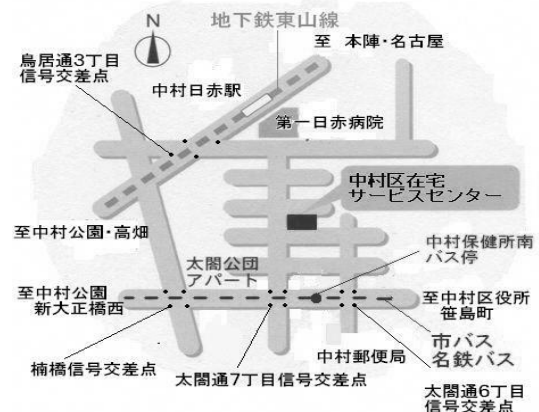 地下鉄東山線
至 本陣・名古屋
鳥居通3丁目
信号交差点
中村日赤駅
第一日赤病院
中村区在宅
サービスセンター
至中村公園・高畑
太閤公団
アパート
中村保健所南
バス停
至中村公園
新大正橋西
至中村区役所
笹島町
市バス
名鉄バス
中村郵便局
楠橋信号交差点
太閤通7丁目信号交差点
太閤通6丁目
信号交差点
N